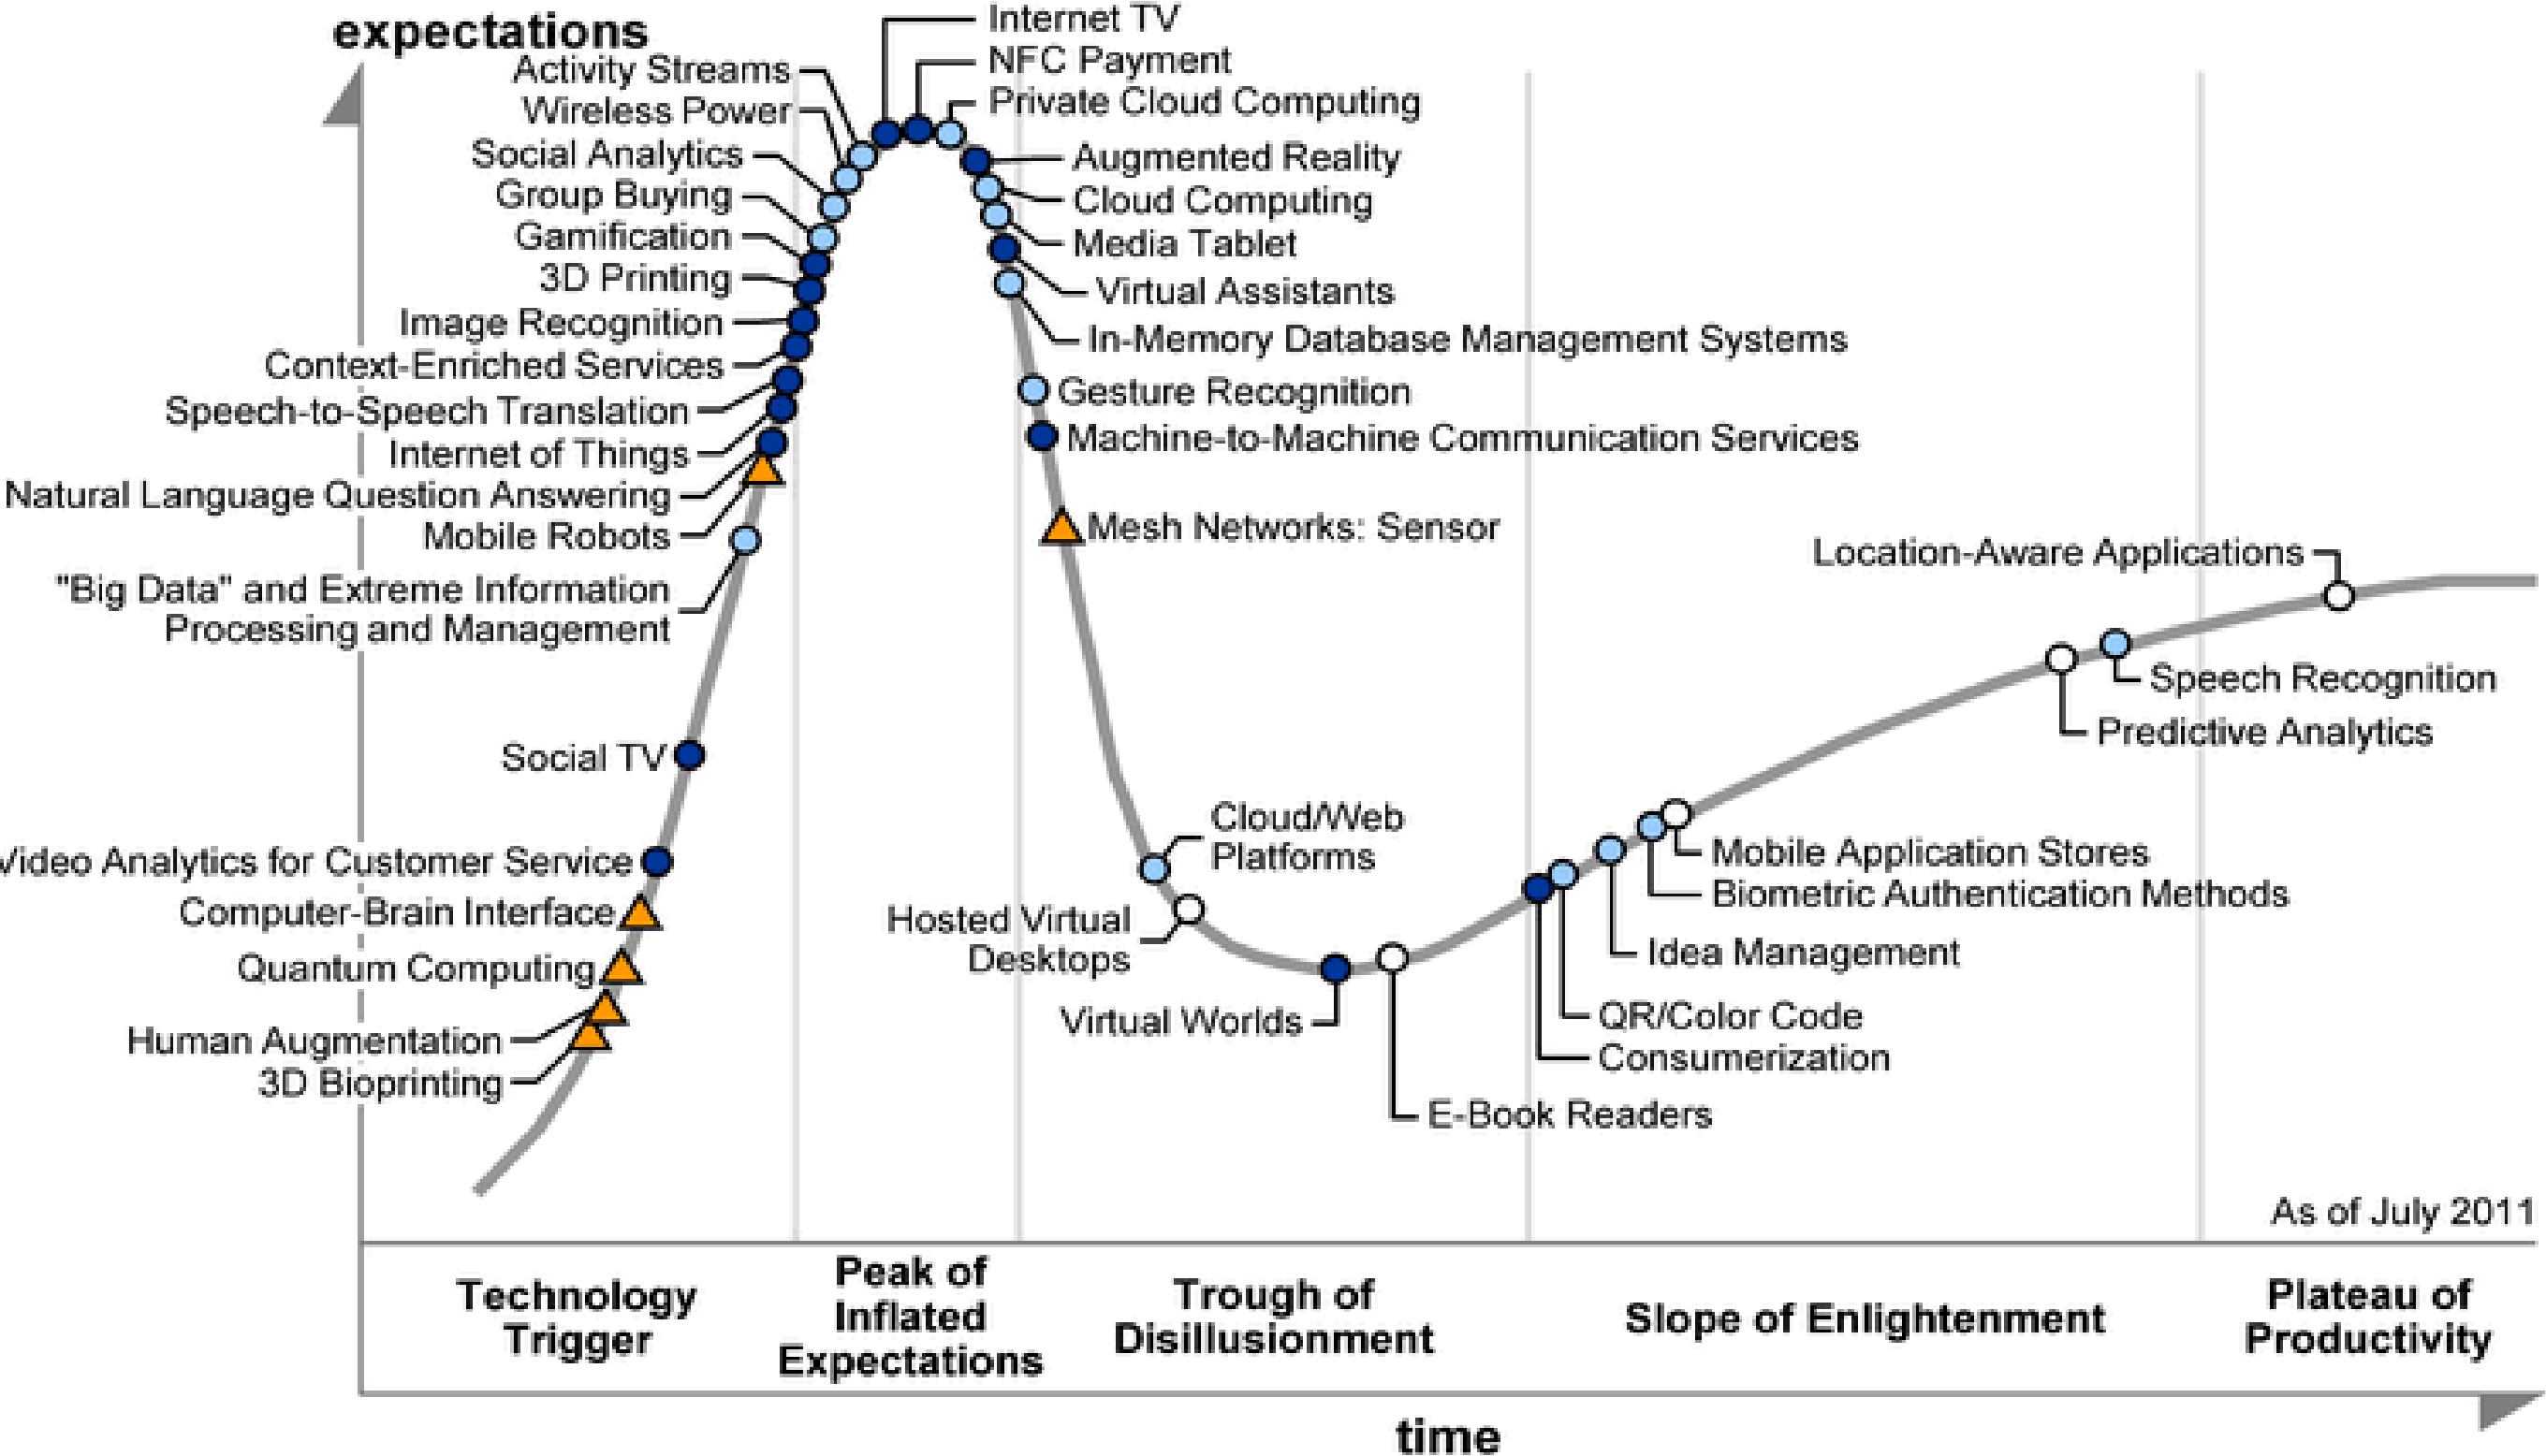 expectations
Activity Streams
Wireless Power
Social Analytics
Group Buying
Gamification
3D Printing
Image Recognition
Context-Enriched Services
Speech-to-Speech Translation
Internet of Things
Natural Language Question Answering
Mobile Robots
"Big Data" and Extreme Information
Processing and Management
Social TV
Video Analytics for Customer Service
Computer-Brain Interface
Quantum Computing
Human Augmentation
3D Bioprinting
Internet TV
NFC Payment
Private Cloud Computing
Augmented Reality
Cloud Computing
Media Tablet
Virtual Assistants
In-Memory Database Management Systems
Gesture Recognition
Machine-to-Machine Communication Services
Mesh Networks: Sensor
Cloud/Web
Platforms
Hosted Virtual
Desktops
Virtual Worlds
E-Book Readers
Location-Aware Applications
Speech Recognition
Predictive Analytics
Mobile Application Stores
Biometric Authentication Methods
Idea Management
QR/Color Code
Consumerization
As of July 2011
Technology
Trigger
Peak of
Inflated
Expectations
Trough of
Disillusionment
Slope of Enlightenment
Plateau of
Productivity
time